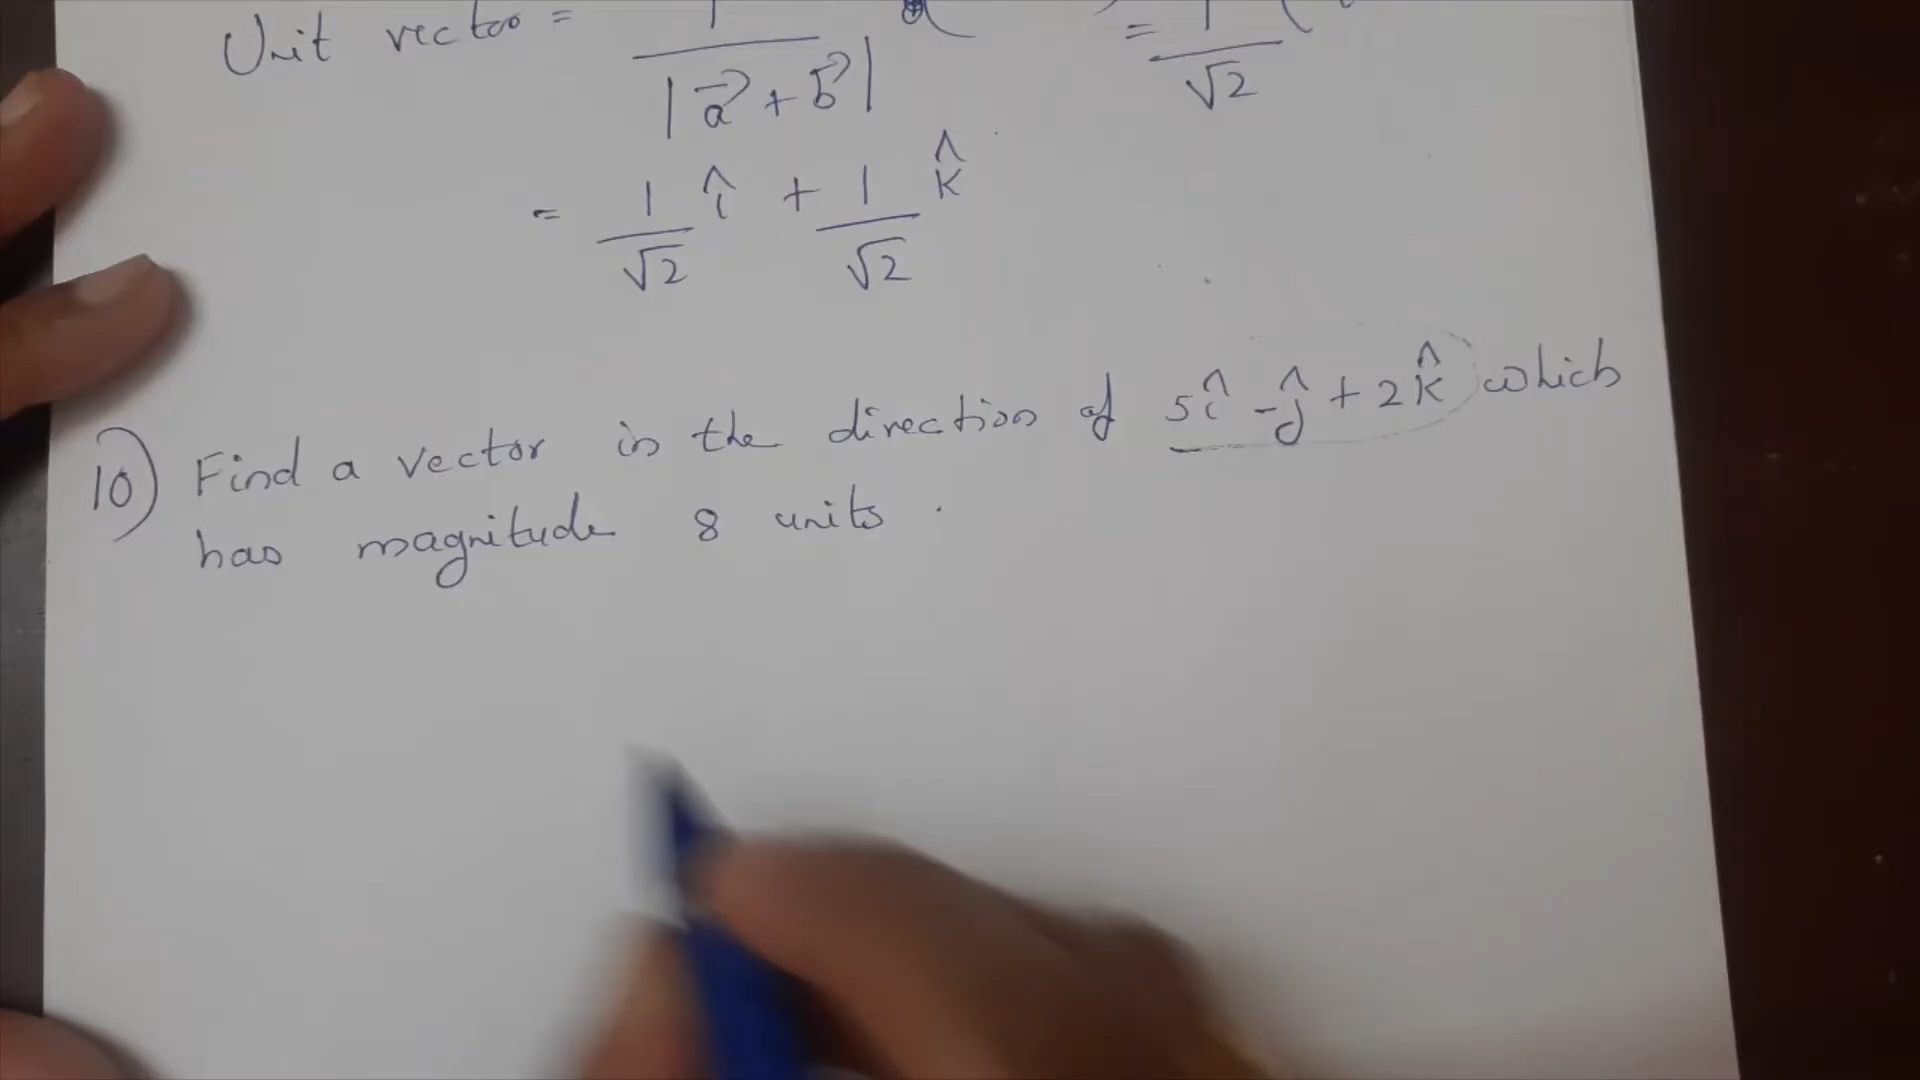 Unit vector = 1 / |a⃗ + b⃗| = 1/√2 (
= 1/√2 î + 1/√2 k̂
10) Find a vector in the direction of 5î - ĵ + 2k̂ which
has magnitude 8 units.